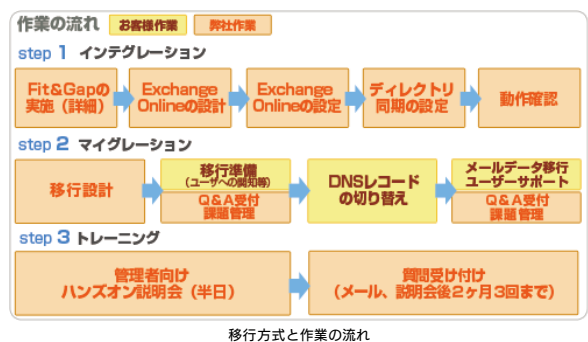 作業の流れ お客様作業 弊社作業
step 1 インテグレーション
Fit&Gapの
実施（詳細）
Exchange
Onlineの設計
Exchange
Onlineの設定
ディレクトリ
同期の設定
動作確認
step 2 マイグレーション
移行設計
移行準備
（ユーザへの周知等）
Q&A受付
課題管理
DNSレコード
の切り替え
メールデータ移行
ユーザーサポート
Q&A受付
課題管理
step 3 トレーニング
管理者向け
ハンズオン説明会（半日）
質問受け付け
（メール、説明会後２ヶ月３回まで）
移行方式と作業の流れ